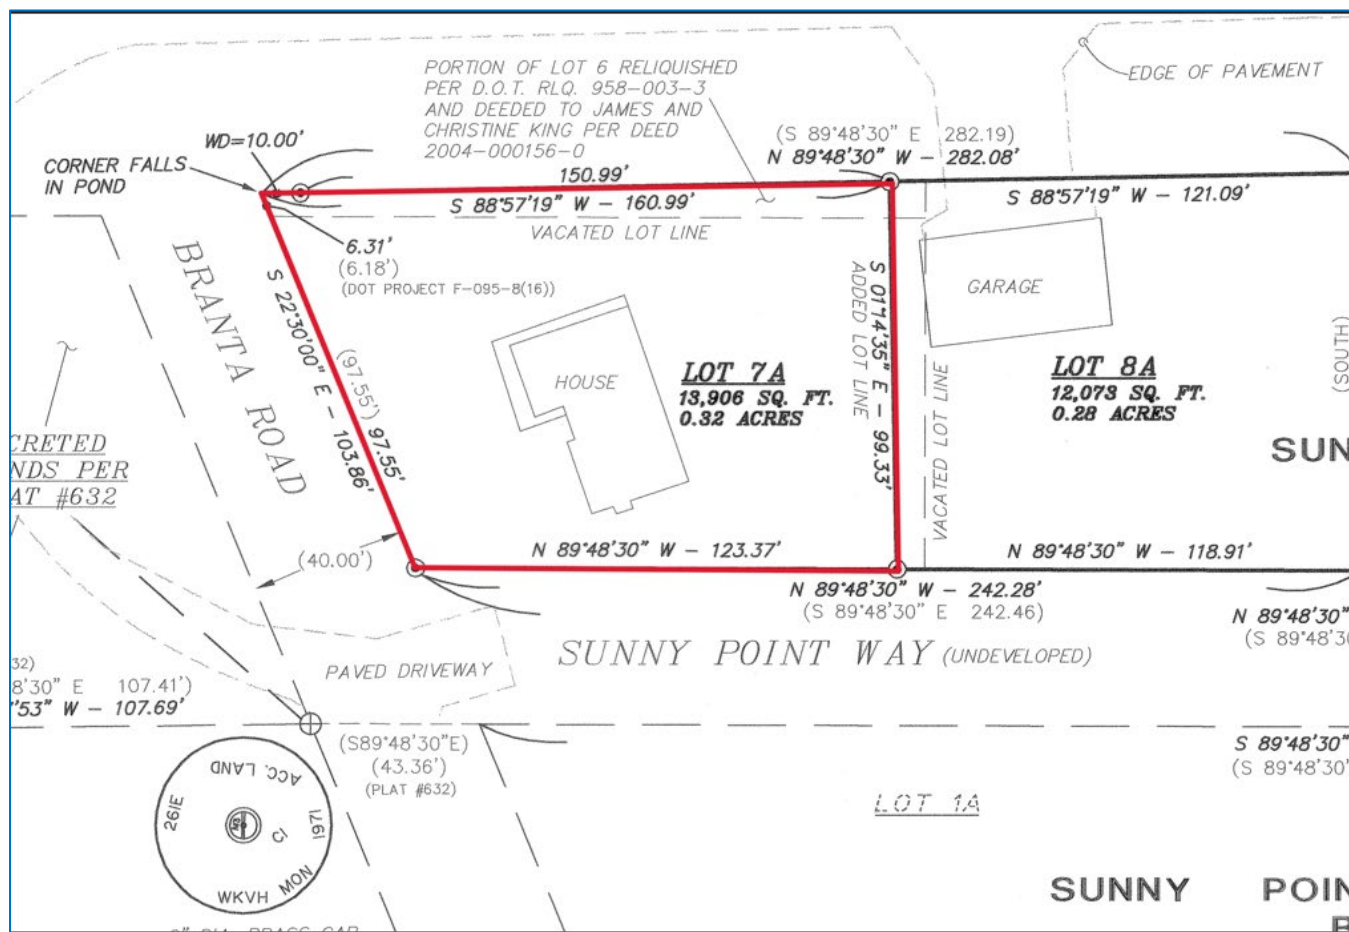 PORTION OF LOT 6 RELIQUISHED
PER D.O.T. RLQ. 958-003-3
AND DEEDED TO JAMES AND
CHRISTINE KING PER DEED
2004-000156-0
EDGE OF PAVEMENT
WD=10.00'
CORNER FALLS
IN POND
(S 89°48'30" E 282.19)
N 89°48'30" W - 282.08'
150.99'
S 88°57'19" W - 160.99'
S 88°57'19" W - 121.09'
VACATED LOT LINE
6.31'
(6.18')
(DOT PROJECT F-095-8(16))
BRANTA ROAD
S 22°30'00" E - 103.86'
(97.55') 97.55'
HOUSE
LOT 7A
13,906 SQ. FT.
0.32 ACRES
S 01°14'35" E - 99.33'
ADDED LOT LINE
VACATED LOT LINE
GARAGE
LOT 8A
12,073 SQ. FT.
0.28 ACRES
(SOUTH)
SUN
CRETED
NDS PER
AT #632
(40.00')
N 89°48'30" W - 123.37'
N 89°48'30" W - 118.91'
N 89°48'30" W - 242.28'
(S 89°48'30" E 242.46)
N 89°48'30"
(S 89°48'30
SUNNY POINT WAY (UNDEVELOPED)
PAVED DRIVEWAY
32)
8'30" E 107.41')
'53" W - 107.69'
(S89°48'30"E)
(43.36')
(PLAT #632)
S 89°48'30"
(S 89°48'30"
LOT 1A
ACC. LAND
261E
1971
MON
WKVH
SUNNY POIN